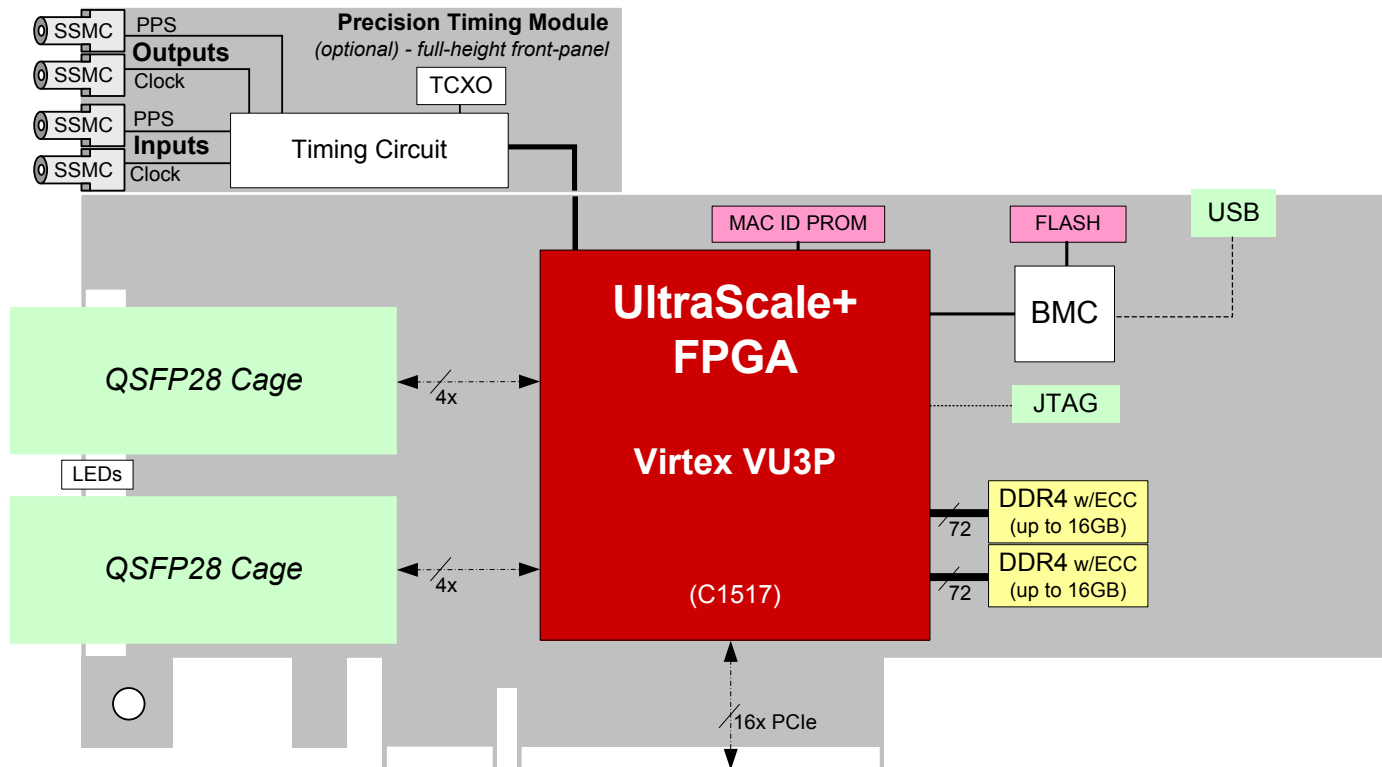 SSMC
PPS
Outputs
SSMC
Clock
SSMC
PPS
Inputs
SSMC
Clock
Precision Timing Module
(optional) - full-height front-panel
TCXO
Timing Circuit
MAC ID PROM
FLASH
USB
UltraScale+
FPGA
BMC
QSFP28 Cage
4x
JTAG
Virtex VU3P
LEDs
DDR4 w/ECC
(up to 16GB)
72
QSFP28 Cage
4x
DDR4 w/ECC
(up to 16GB)
72
(C1517)
16x PCIe